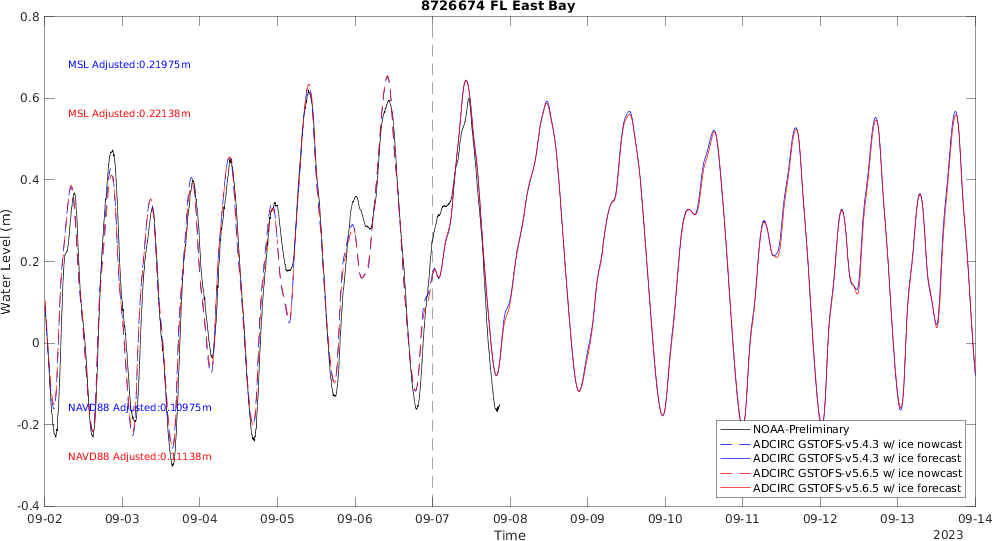 8726674 FL East Bay
0.8
0.6
0.4
0.2
0
-0.2
-0.4
Water Level (m)
MSL Adjusted:0.21975m
MSL Adjusted:0.22138m
NAVD88 Adjusted:0.10975m
NAVD88 Adjusted:0.11138m
NOAA-Preliminary
ADCIRC GSTOFS-v5.4.3 w/ ice nowcast
ADCIRC GSTOFS-v5.4.3 w/ ice forecast
ADCIRC GSTOFS-v5.6.5 w/ ice nowcast
ADCIRC GSTOFS-v5.6.5 w/ ice forecast
09-02 09-03 09-04 09-05 09-06 09-07 09-08 09-09 09-10 09-11 09-12 09-13 09-14
Time
2023